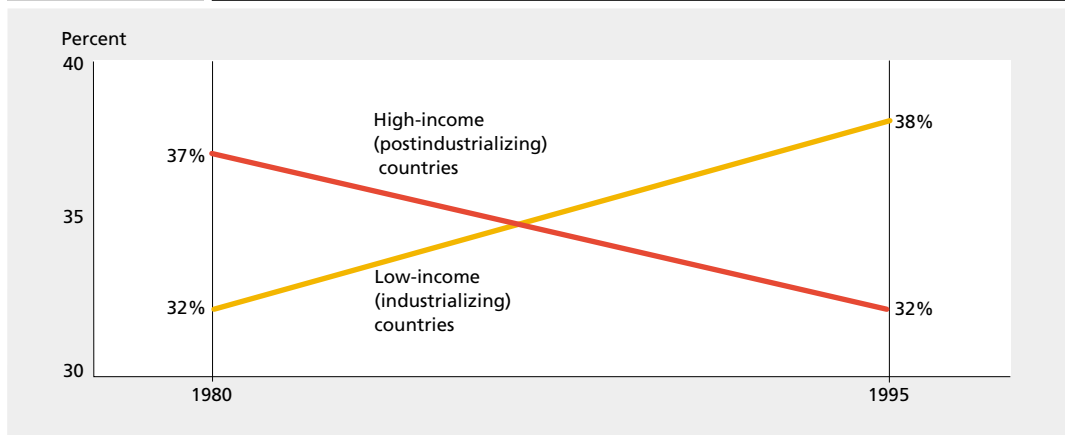 Percent
40
High-income
(postindustrializing)
countries
38%
37%
35
Low-income
(industrializing)
countries
32%
32%
30
1980 1995